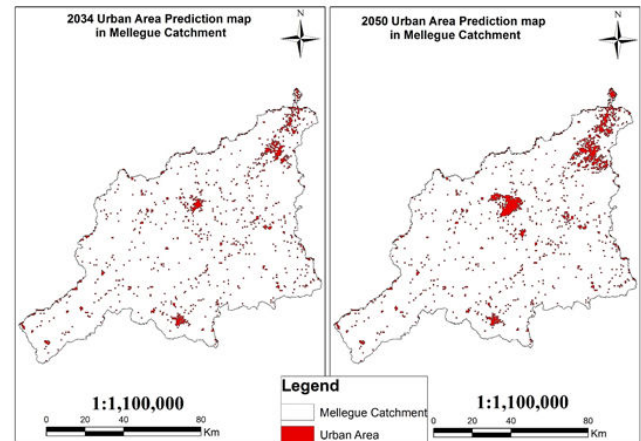 2034 Urban Area Prediction map
in Mellegue Catchment
N
1:1,100,000
0 20 40 80
Km
2050 Urban Area Prediction map
in Mellegue Catchment
N
1:1,100,000
0 20 40 80
Km
Legend
Mellegue Catchment
Urban Area